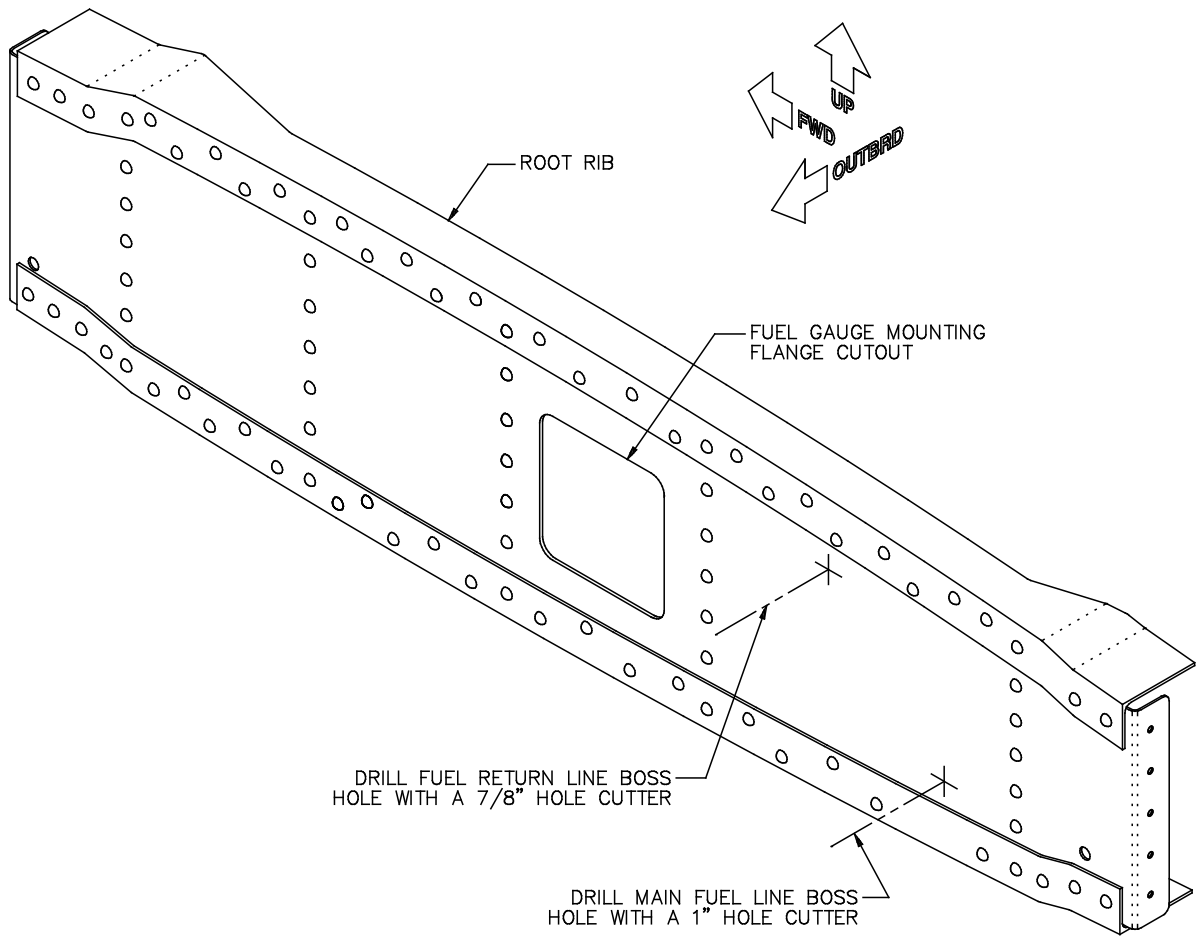 UP
FWD
OUTBRD
ROOT RIB
FUEL GAUGE MOUNTING
FLANGE CUTOUT
DRILL FUEL RETURN LINE BOSS
HOLE WITH A 7/8” HOLE CUTTER
DRILL MAIN FUEL LINE BOSS
HOLE WITH A 1” HOLE CUTTER